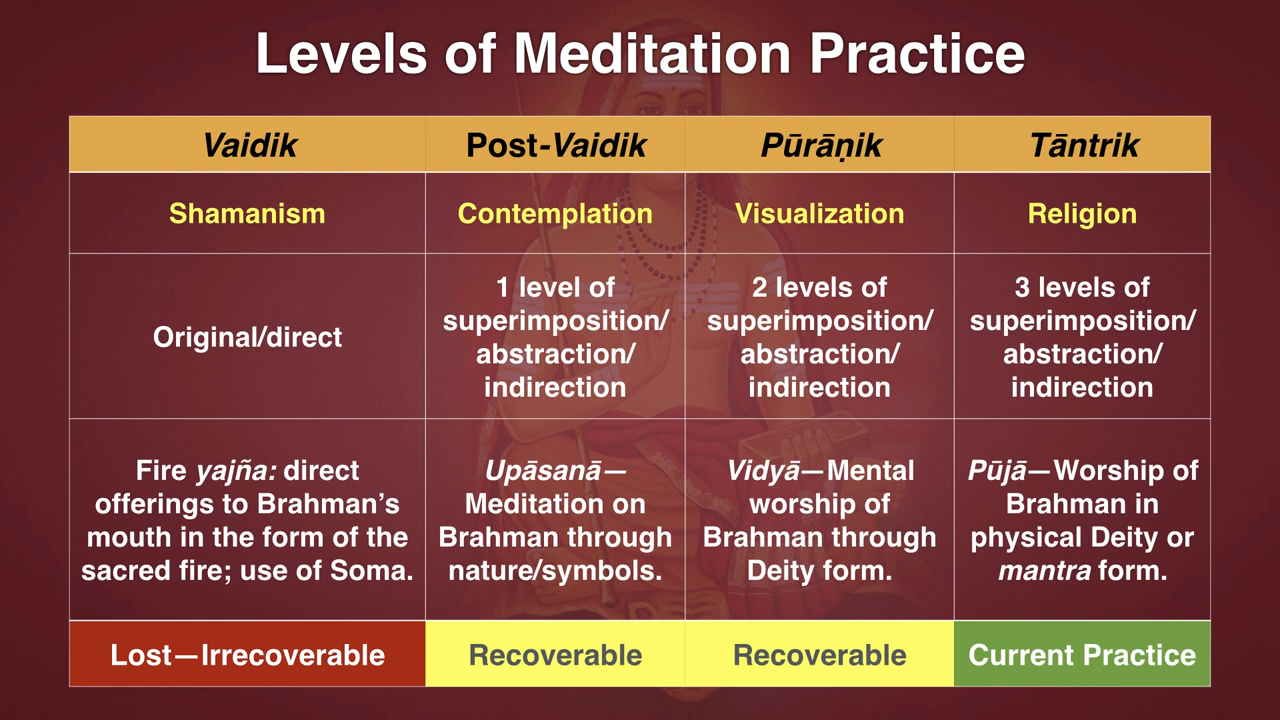 Levels of Meditation Practice
Vaidik
Post-Vaidik
Pūrāṇik
Tāntrik
Shamanism
Contemplation
Visualization
Religion
Original/direct
1 level of
superimposition/
abstraction/
indirection
2 levels of
superimposition/
abstraction/
indirection
3 levels of
superimposition/
abstraction/
indirection
Fire yajña: direct
offerings to Brahman’s
mouth in the form of the
sacred fire; use of Soma.
Upāsanā—
Meditation on
Brahman through
nature/symbols.
Vidyā—Mental
worship of
Brahman through
Deity form.
Pūjā—Worship of
Brahman in
physical Deity or
mantra form.
Lost—Irrecoverable
Recoverable
Recoverable
Current Practice